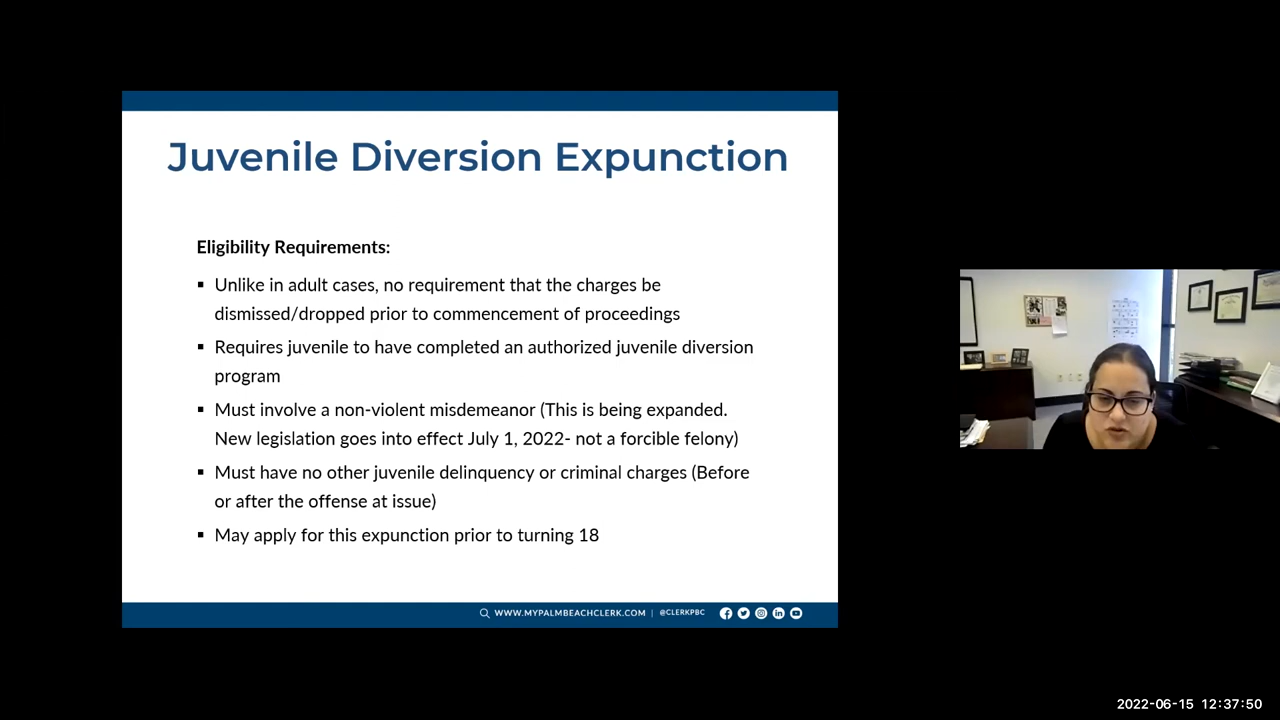 Juvenile Diversion Expunction
Eligibility Requirements:
▪ Unlike in adult cases, no requirement that the charges be
dismissed/dropped prior to commencement of proceedings
▪ Requires juvenile to have completed an authorized juvenile diversion
program
▪ Must involve a non-violent misdemeanor (This is being expanded.
New legislation goes into effect July 1, 2022- not a forcible felony)
▪ Must have no other juvenile delinquency or criminal charges (Before
or after the offense at issue)
▪ May apply for this expunction prior to turning 18
WWW.MYPALMBEACHCLERK.COM | @CLERKPBC
2022-06-15 12:37:50